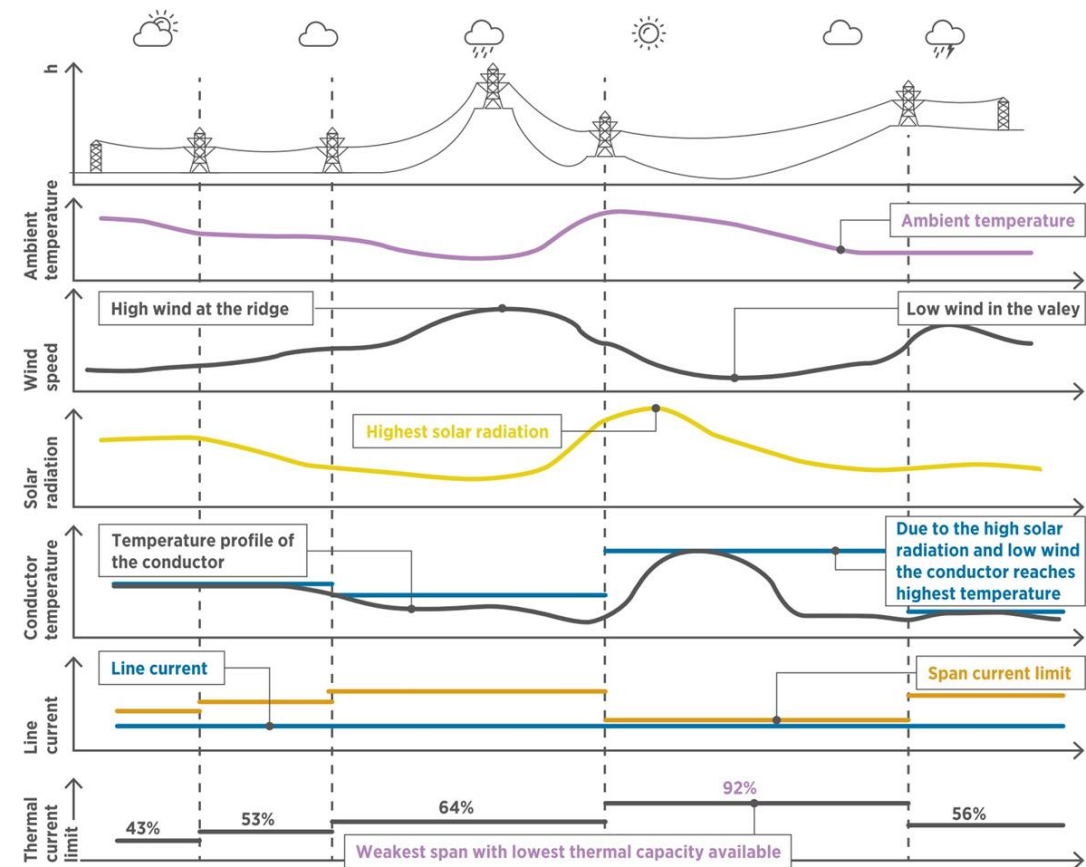 h
Ambient
temperature
Ambient temperature
Wind
speed
High wind at the ridge
Low wind in the valey
Solar
radiation
Highest solar radiation
Conductor
temperature
Temperature profile of
the conductor
Due to the high solar
radiation and low wind
the conductor reaches
highest temperature
Line
current
Line current
Span current limit
Thermal
current
limit
43%
53%
64%
92%
56%
Weakest span with lowest thermal capacity available